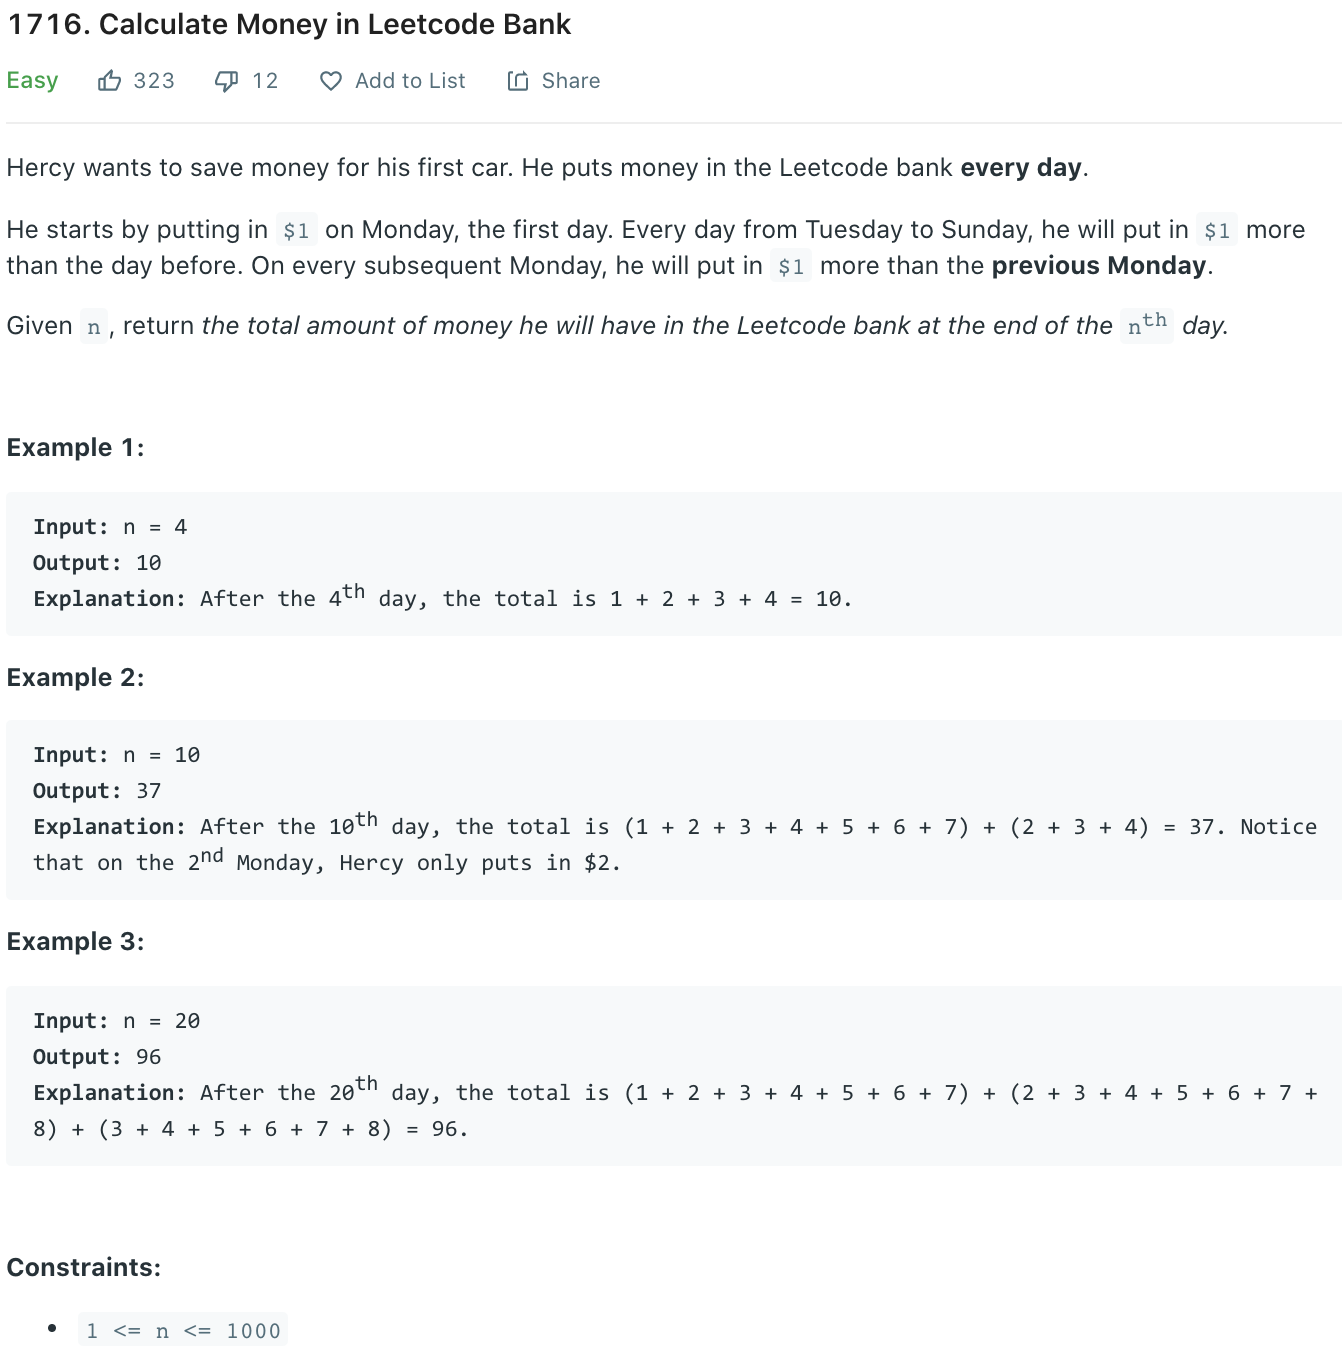 1716. Calculate Money in Leetcode Bank
Easy 323 12 Add to List Share
Hercy wants to save money for his first car. He puts money in the Leetcode bank every day.
He starts by putting in $1 on Monday, the first day. Every day from Tuesday to Sunday, he will put in $1 more
than the day before. On every subsequent Monday, he will put in $1 more than the previous Monday.
Given n, return the total amount of money he will have in the Leetcode bank at the end of the nth day.
Example 1:
Input: n = 4
Output: 10
Explanation: After the 4th day, the total is 1 + 2 + 3 + 4 = 10.
Example 2:
Input: n = 10
Output: 37
Explanation: After the 10th day, the total is (1 + 2 + 3 + 4 + 5 + 6 + 7) + (2 + 3 + 4) = 37. Notice
that on the 2nd Monday, Hercy only puts in $2.
Example 3:
Input: n = 20
Output: 96
Explanation: After the 20th day, the total is (1 + 2 + 3 + 4 + 5 + 6 + 7) + (2 + 3 + 4 + 5 + 6 + 7 +
8) + (3 + 4 + 5 + 6 + 7 + 8) = 96.
Constraints:
• 1 <= n <= 1000